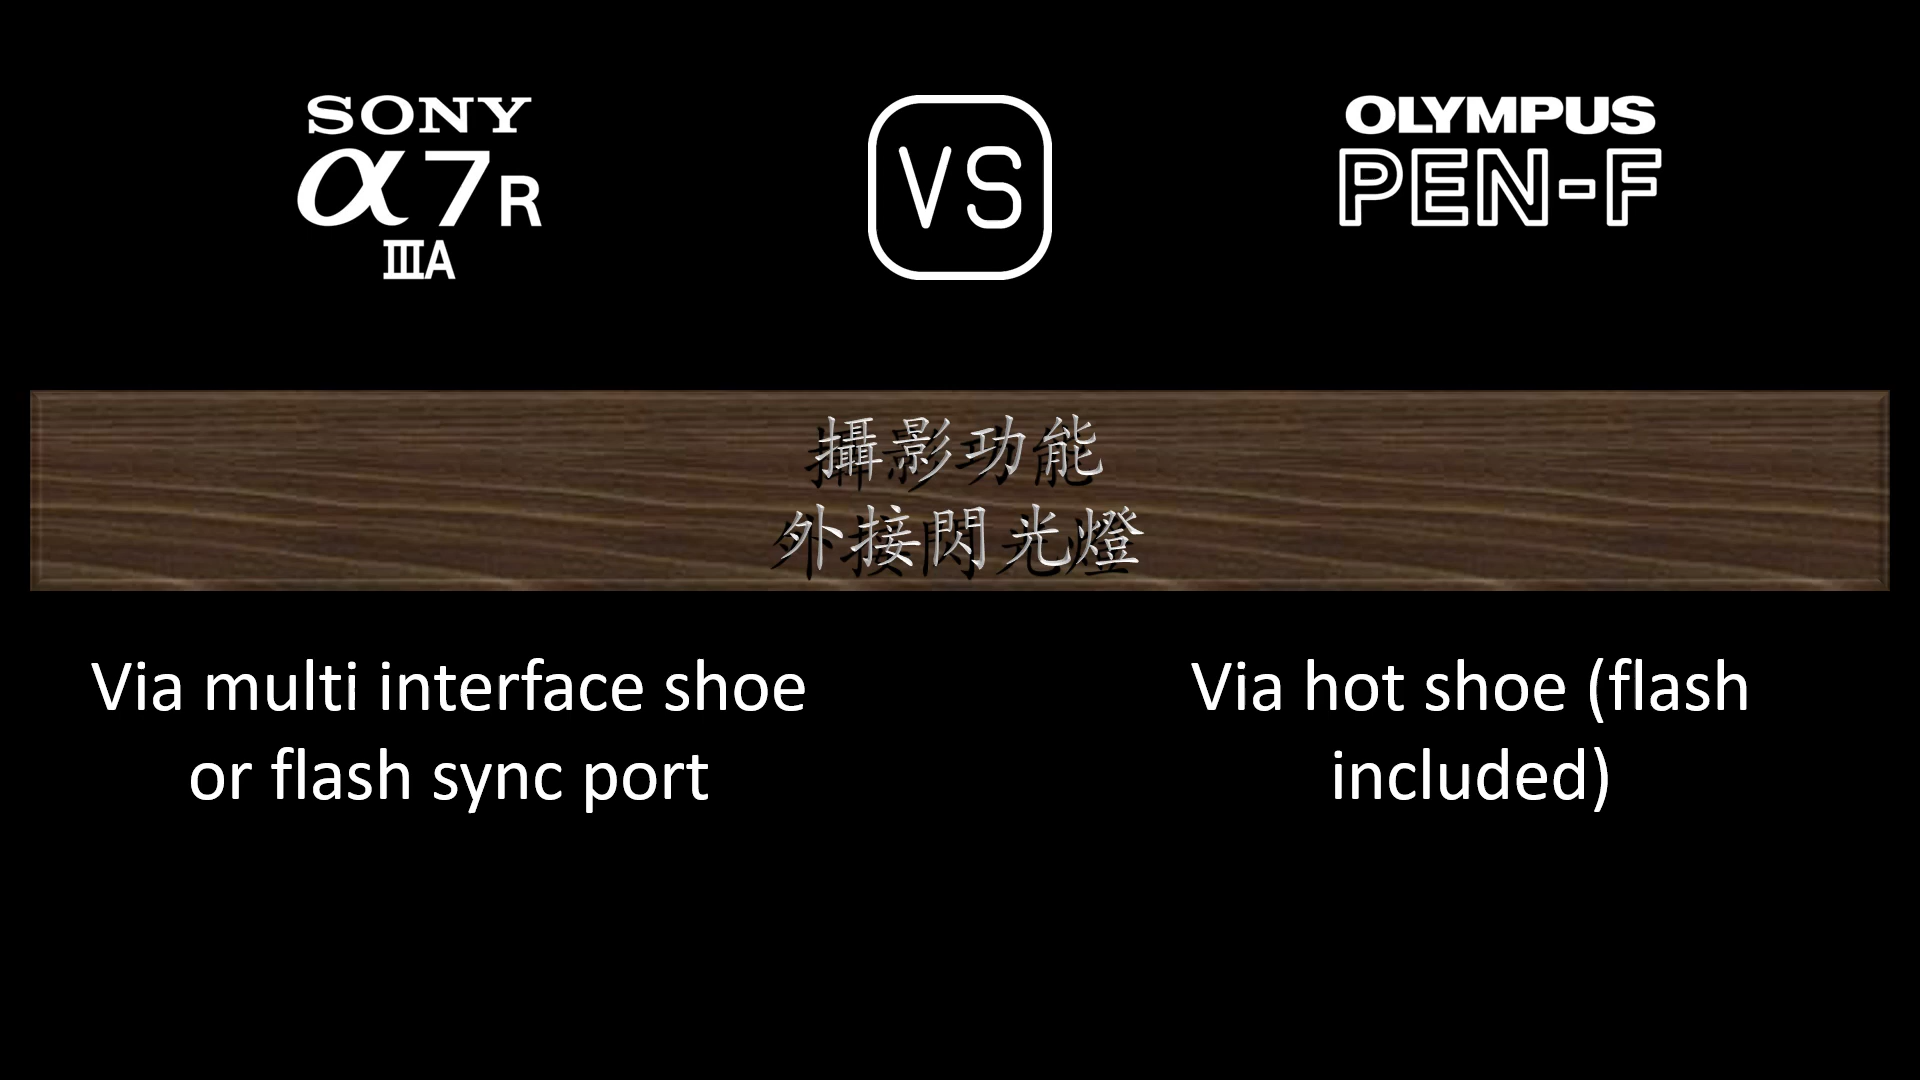 SONY
α7R
IIIA
VS
OLYMPUS
PEN-F
攝影功能
外接閃光燈
Via multi interface shoe
or flash sync port
Via hot shoe (flash
included)